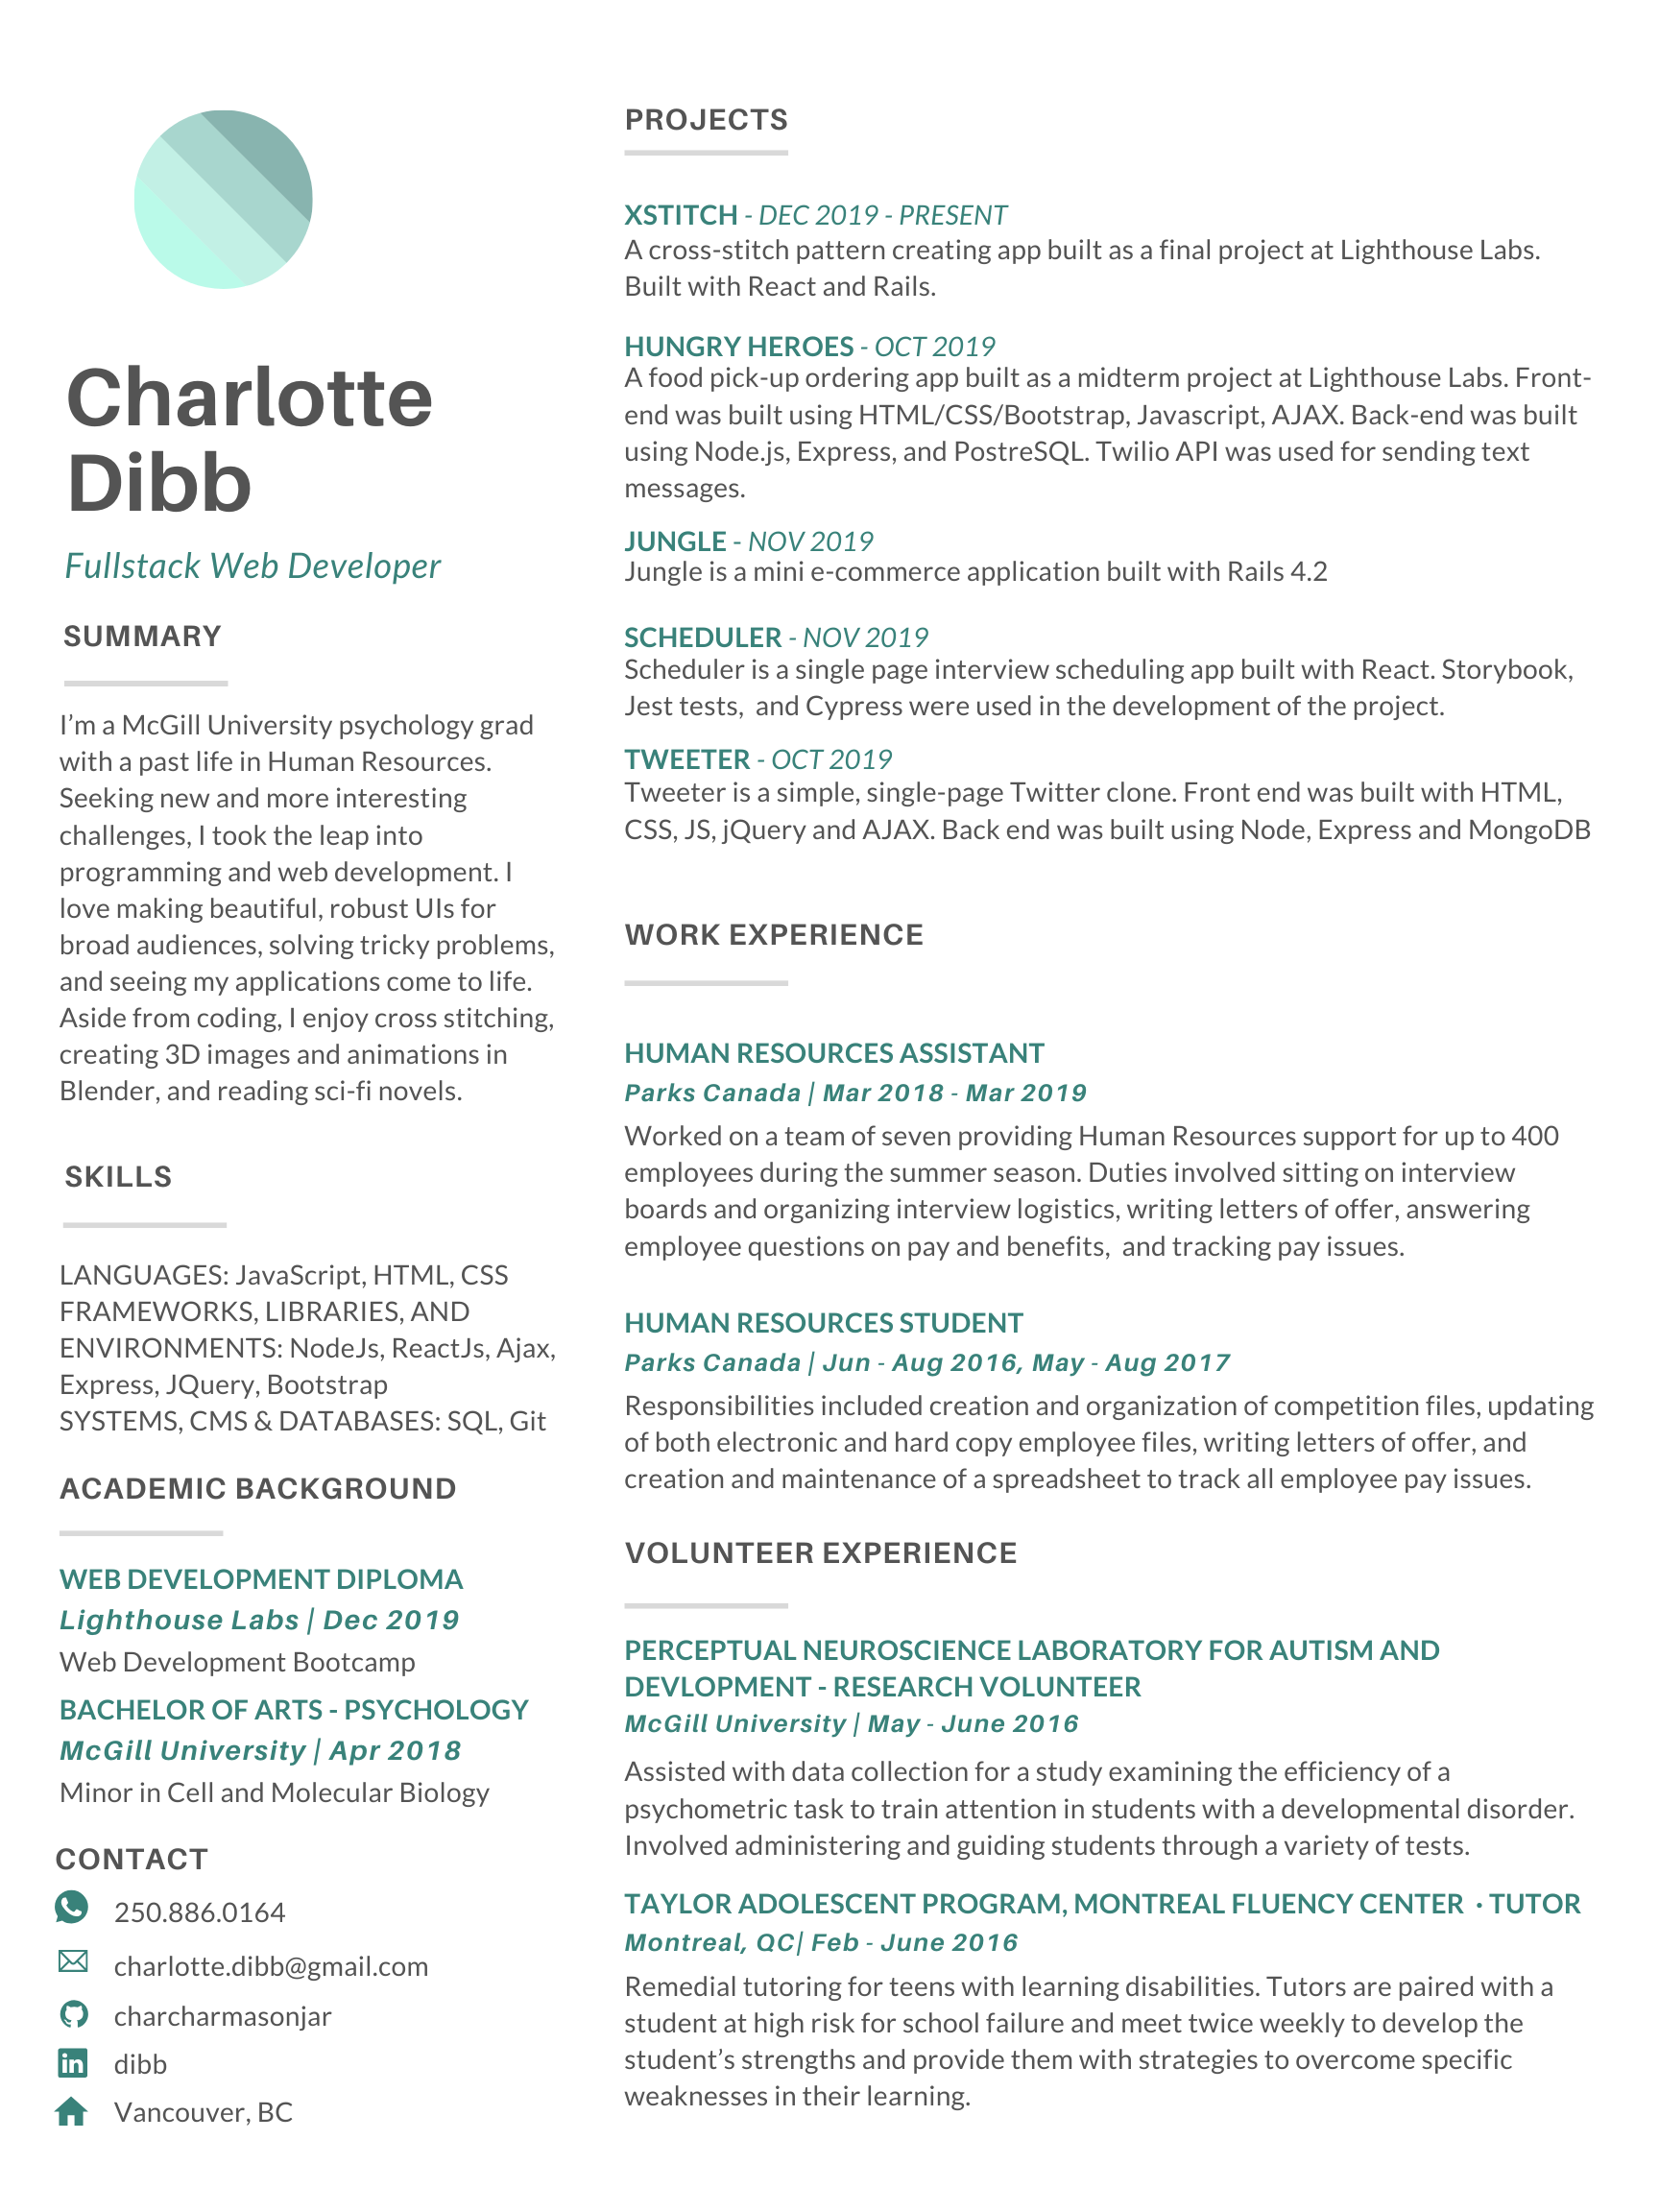 Charlotte
Dibb
Fullstack Web Developer
SUMMARY
I’m a McGill University psychology grad
with a past life in Human Resources.
Seeking new and more interesting
challenges, I took the leap into
programming and web development. I
love making beautiful, robust UIs for
broad audiences, solving tricky problems,
and seeing my applications come to life.
Aside from coding, I enjoy cross stitching,
creating 3D images and animations in
Blender, and reading sci-fi novels.
SKILLS
LANGUAGES: JavaScript, HTML, CSS
FRAMEWORKS, LIBRARIES, AND
ENVIRONMENTS: NodeJs, ReactJs, Ajax,
Express, JQuery, Bootstrap
SYSTEMS, CMS & DATABASES: SQL, Git
ACADEMIC BACKGROUND
WEB DEVELOPMENT DIPLOMA
Lighthouse Labs | Dec 2019
Web Development Bootcamp
BACHELOR OF ARTS - PSYCHOLOGY
McGill University | Apr 2018
Minor in Cell and Molecular Biology
CONTACT
250.886.0164
charlotte.dibb@gmail.com
charcharmasonjar
dibb
Vancouver, BC
PROJECTS
XSTITCH - DEC 2019 - PRESENT
A cross-stitch pattern creating app built as a final project at Lighthouse Labs.
Built with React and Rails.
HUNGRY HEROES - OCT 2019
A food pick-up ordering app built as a midterm project at Lighthouse Labs. Front-
end was built using HTML/CSS/Bootstrap, Javascript, AJAX. Back-end was built
using Node.js, Express, and PostreSQL. Twilio API was used for sending text
messages.
JUNGLE - NOV 2019
Jungle is a mini e-commerce application built with Rails 4.2
SCHEDULER - NOV 2019
Scheduler is a single page interview scheduling app built with React. Storybook,
Jest tests,  and Cypress were used in the development of the project.
TWEETER - OCT 2019
Tweeter is a simple, single-page Twitter clone. Front end was built with HTML,
CSS, JS, jQuery and AJAX. Back end was built using Node, Express and MongoDB
WORK EXPERIENCE
HUMAN RESOURCES ASSISTANT
Parks Canada | Mar 2018 - Mar 2019
Worked on a team of seven providing Human Resources support for up to 400
employees during the summer season. Duties involved sitting on interview
boards and organizing interview logistics, writing letters of offer, answering
employee questions on pay and benefits,  and tracking pay issues.
HUMAN RESOURCES STUDENT
Parks Canada | Jun - Aug 2016, May - Aug 2017
Responsibilities included creation and organization of competition files, updating
of both electronic and hard copy employee files, writing letters of offer, and
creation and maintenance of a spreadsheet to track all employee pay issues.
VOLUNTEER EXPERIENCE
PERCEPTUAL NEUROSCIENCE LABORATORY FOR AUTISM AND
DEVLOPMENT - RESEARCH VOLUNTEER
McGill University | May - June 2016
Assisted with data collection for a study examining the efficiency of a
psychometric task to train attention in students with a developmental disorder.
Involved administering and guiding students through a variety of tests.
TAYLOR ADOLESCENT PROGRAM, MONTREAL FLUENCY CENTER · TUTOR
Montreal, QC| Feb - June 2016
Remedial tutoring for teens with learning disabilities. Tutors are paired with a
student at high risk for school failure and meet twice weekly to develop the
student’s strengths and provide them with strategies to overcome specific
weaknesses in their learning.